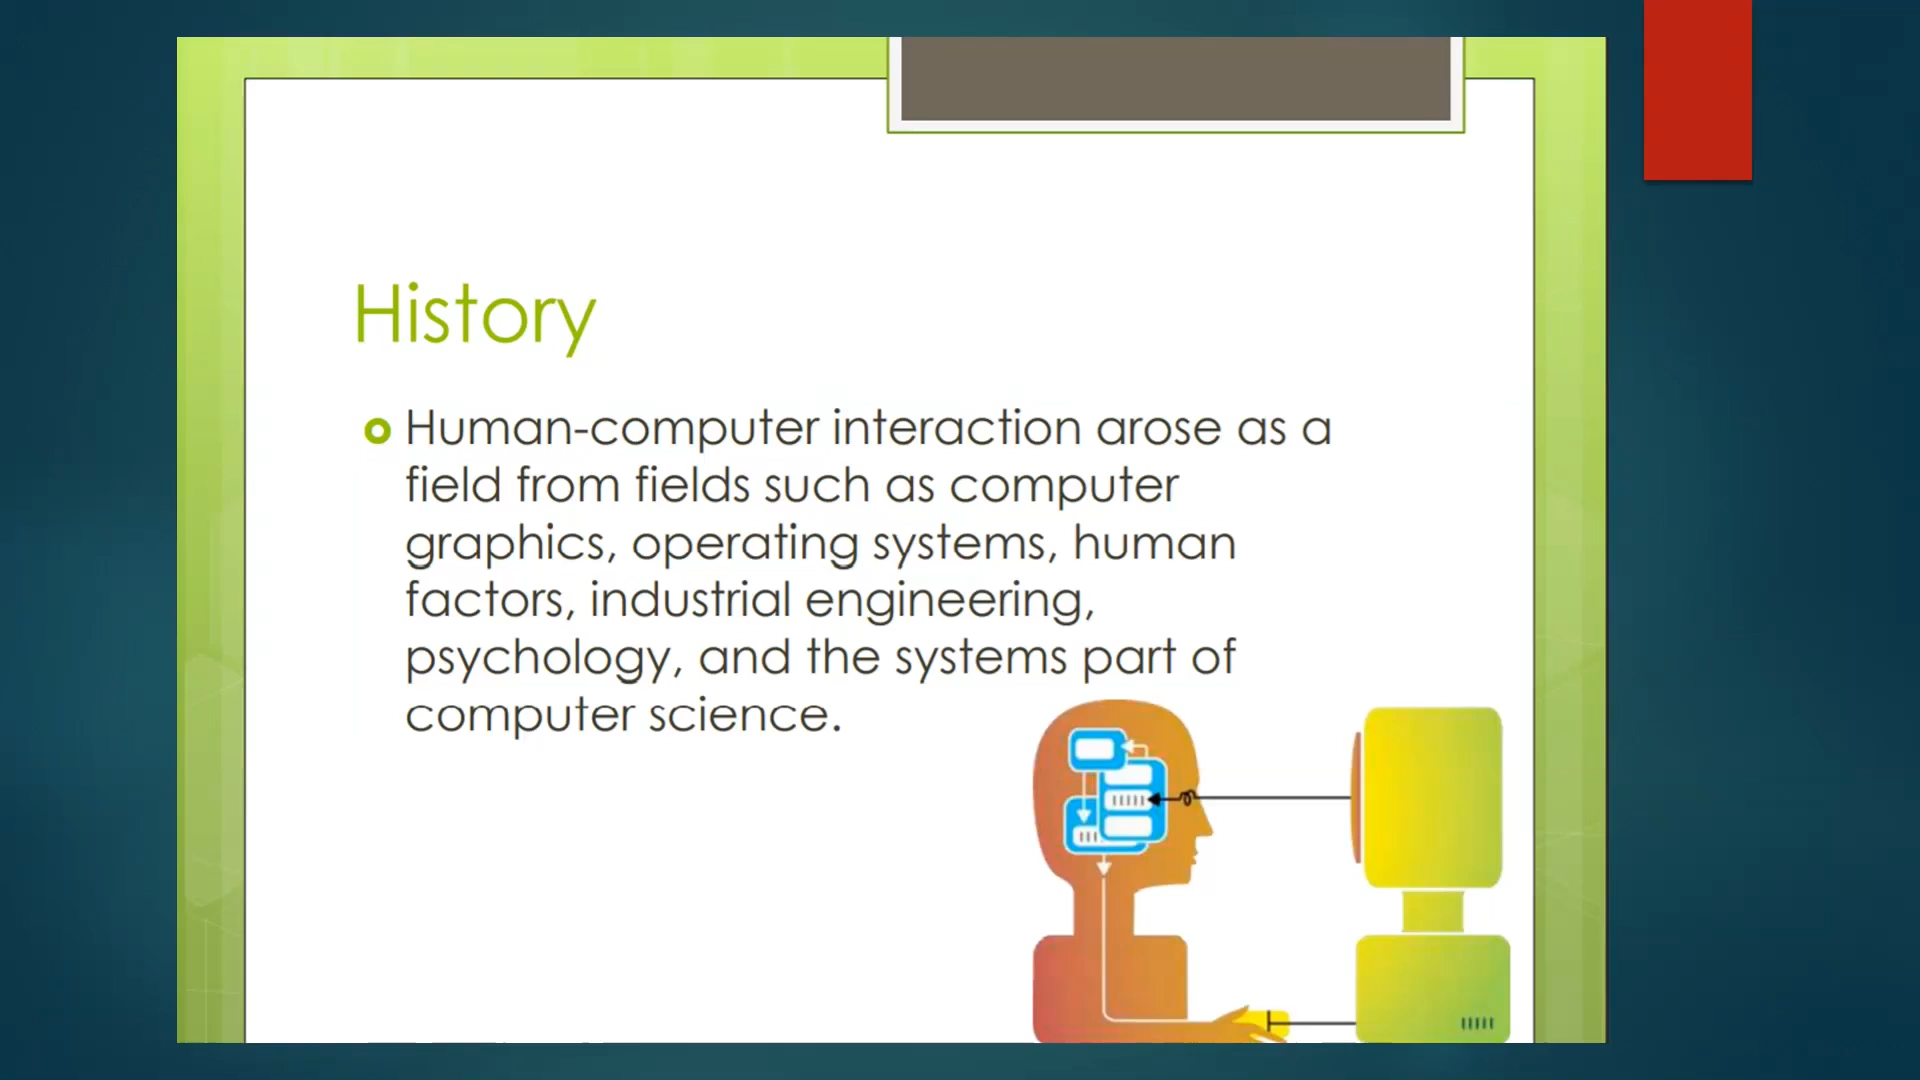 History
Human-computer interaction arose as a
field from fields such as computer
graphics, operating systems, human
factors, industrial engineering,
psychology, and the systems part of
computer science.